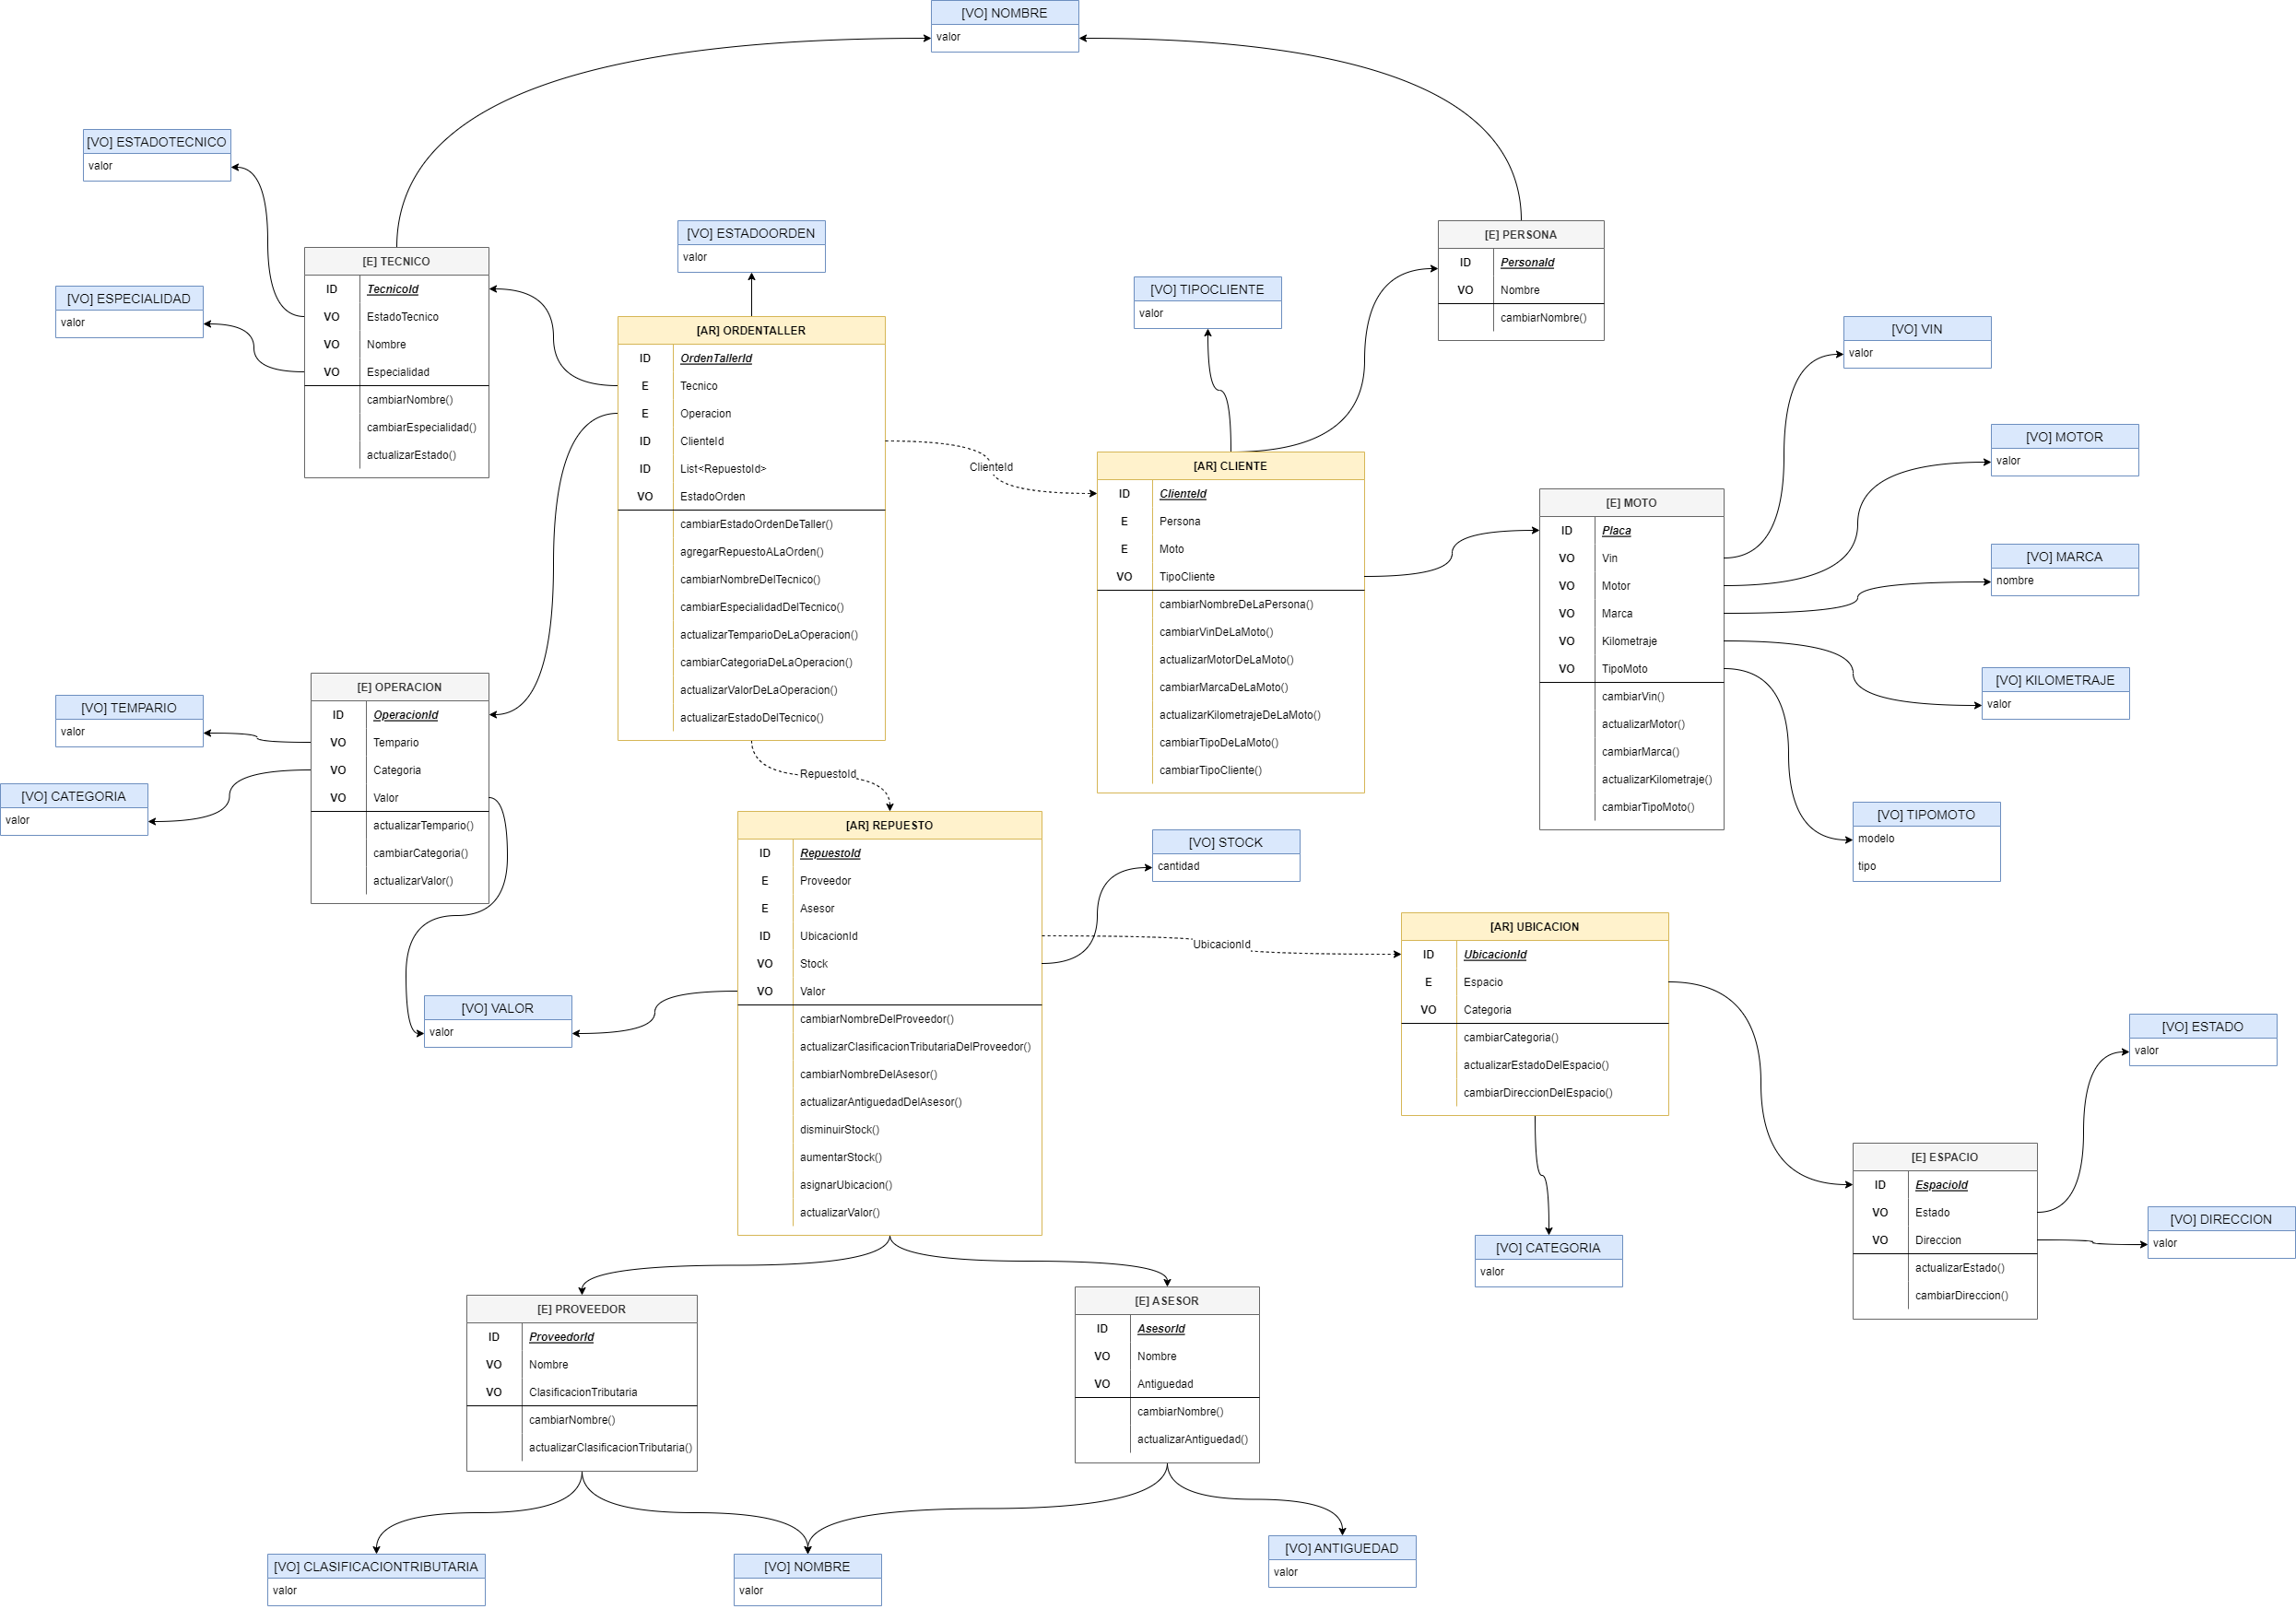 [VO] NOMBRE
valor
[VO] ESTADOTECNICO
valor
[VO] ESPECIALIDAD
valor
[E] TECNICO
ID TecnicoId
VO EstadoTecnico
VO Nombre
VO Especialidad
cambiarNombre()
cambiarEspecialidad()
actualizarEstado()
[VO] ESTADOORDEN
valor
[AR] ORDENTALLER
ID OrdenTallerId
E Tecnico
E Operacion
ID ClienteId
ID List<RepuestoId>
VO EstadoOrden
cambiarEstadoOrdenDeTaller()
agregarRepuestoALaOrden()
cambiarNombreDelTecnico()
cambiarEspecialidadDelTecnico()
actualizarTemparioDeLaOperacion()
cambiarCategoriaDeLaOperacion()
actualizarValorDeLaOperacion()
actualizarEstadoDelTecnico()
ClienteId
[VO] TIPOCLIENTE
valor
[E] PERSONA
ID PersonaId
VO Nombre
cambiarNombre()
[AR] CLIENTE
ID ClienteId
E Persona
E Moto
VO TipoCliente
cambiarNombreDeLaPersona()
cambiarVinDeLaMoto()
actualizarMotorDeLaMoto()
cambiarMarcaDeLaMoto()
actualizarKilometrajeDeLaMoto()
cambiarTipoDeLaMoto()
cambiarTipoCliente()
[E] MOTO
ID Placa
VO Vin
VO Motor
VO Marca
VO Kilometraje
VO TipoMoto
cambiarVin()
actualizarMotor()
cambiarMarca()
actualizarKilometraje()
cambiarTipoMoto()
[VO] VIN
valor
[VO] MOTOR
valor
[VO] MARCA
nombre
[VO] KILOMETRAJE
valor
[VO] TIPOMOTO
modelo
tipo
[E] OPERACION
ID OperacionId
VO Tempario
VO Categoria
VO Valor
actualizarTempario()
cambiarCategoria()
actualizarValor()
[VO] TEMPARIO
valor
[VO] CATEGORIA
valor
[VO] VALOR
valor
RepuestoId
[AR] REPUESTO
ID RepuestoId
E Proveedor
E Asesor
ID UbicacionId
VO Stock
VO Valor
cambiarNombreDelProveedor()
actualizarClasificacionTributariaDelProveedor()
cambiarNombreDelAsesor()
actualizarAntiguedadDelAsesor()
disminuirStock()
aumentarStock()
asignarUbicacion()
actualizarValor()
[VO] STOCK
cantidad
UbicacionId
[AR] UBICACION
ID UbicacionId
E Espacio
VO Categoria
cambiarCategoria()
actualizarEstadoDelEspacio()
cambiarDireccionDelEspacio()
[VO] CATEGORIA
valor
[E] ESPACIO
ID EspacioId
VO Estado
VO Direccion
actualizarEstado()
cambiarDireccion()
[VO] ESTADO
valor
[VO] DIRECCION
valor
[E] PROVEEDOR
ID ProveedorId
VO Nombre
VO ClasificacionTributaria
cambiarNombre()
actualizarClasificacionTributaria()
[E] ASESOR
ID AsesorId
VO Nombre
VO Antiguedad
cambiarNombre()
actualizarAntiguedad()
[VO] CLASIFICACIONTRIBUTARIA
valor
[VO] NOMBRE
valor
[VO] ANTIGUEDAD
valor